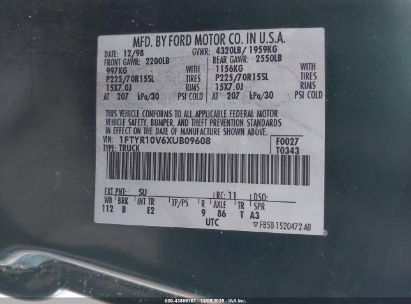 MFD. BY FORD MOTOR CO. IN U.S.A.
DATE: 12/98 GVWR: 4320LB/ 1959KG
FRONT GAWR: 2200LB REAR GAWR: 2550LB
997KG 1156KG
P225/70R15SL TIRES P225/70R15SL TIRES
15X7.0J RIMS 15X7.0J RIMS
AT 207 kPa/30 PSI COLD AT 207 kPa/30 PSI COLD
THIS VEHICLE CONFORMS TO ALL APPLICABLE FEDERAL MOTOR
VEHICLE SAFETY, BUMPER, AND THEFT PREVENTION STANDARDS
IN EFFECT ON THE DATE OF MANUFACTURE SHOWN ABOVE.
VIN: 1FTYR10V6XUB09608 F0027
TYPE: TRUCK T0343
EXT PNT: SU RC: 11 DSO:
WB BRK INT TR TP/PS R AXLE TR SPR
112 B E2 9 86 T A3
UTC F85B-1520472-AB